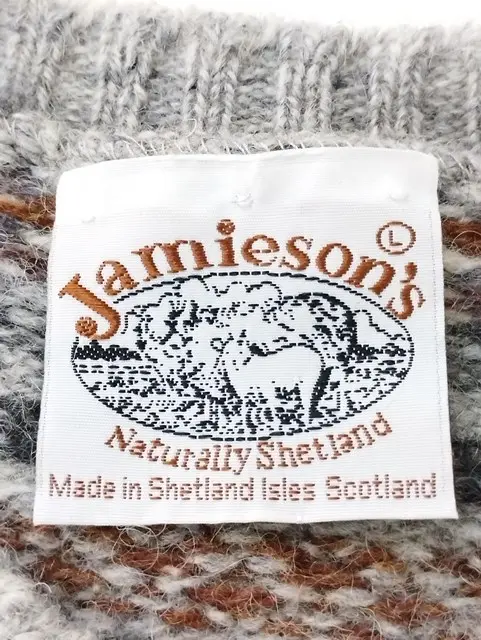 Jamieson's
L
Naturally Shetland
Made in Shetland Isles Scotland